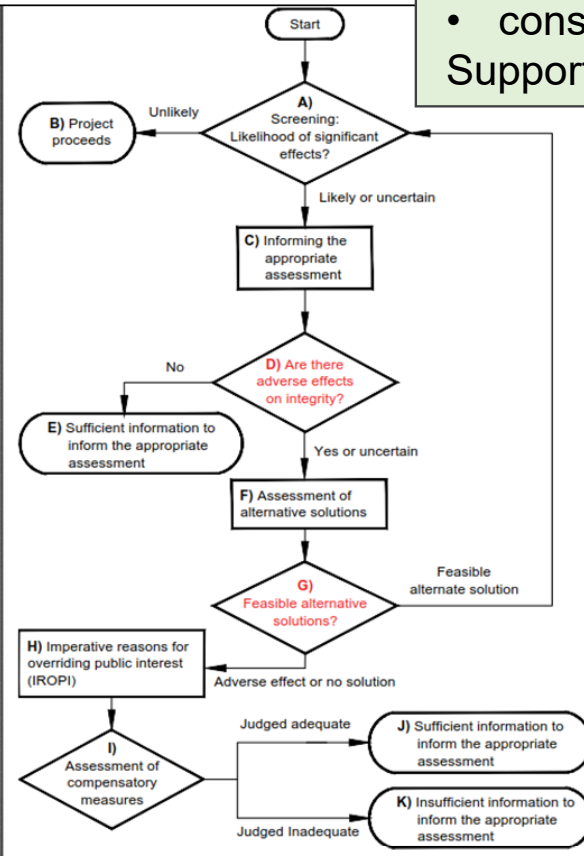 • cons
Support
Start
A)
Screening:
Likelihood of significant
effects?
Unlikely
B) Project
proceeds
Likely or uncertain
C) Informing the
appropriate
assessment
D) Are there
adverse effects
on integrity?
No
E) Sufficient information to
inform the appropriate
assessment
Yes or uncertain
F) Assessment of
alternative solutions
G)
Feasible alternative
solutions?
Feasible
alternate solution
H) Imperative reasons for
overriding public interest
(IROPI)
Adverse effect or no solution
I)
Assessment of
compensatory
measures
Judged adequate
J) Sufficient information to
inform the appropriate
assessment
Judged Inadequate
K) Insufficient information to
inform the appropriate
assessment